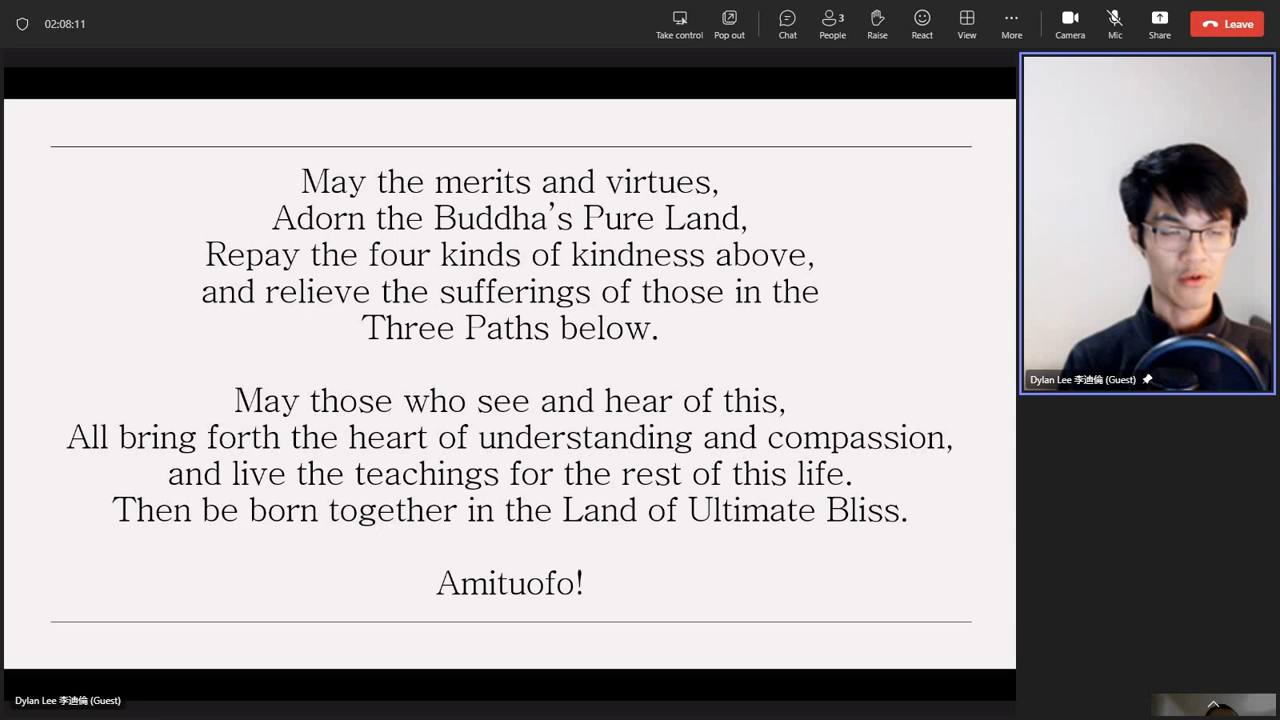 02:08:11
Take control
Pop out
Chat
3
People
Raise
React
View
More
Camera
Mic
Share
Leave
May the merits and virtues,
Adorn the Buddha’s Pure Land,
Repay the four kinds of kindness above,
and relieve the sufferings of those in the
Three Paths below.
May those who see and hear of this,
All bring forth the heart of understanding and compassion,
and live the teachings for the rest of this life.
Then be born together in the Land of Ultimate Bliss.
Amituofo!
Dylan Lee 李迪倫 (Guest)
Dylan Lee 李迪倫 (Guest)